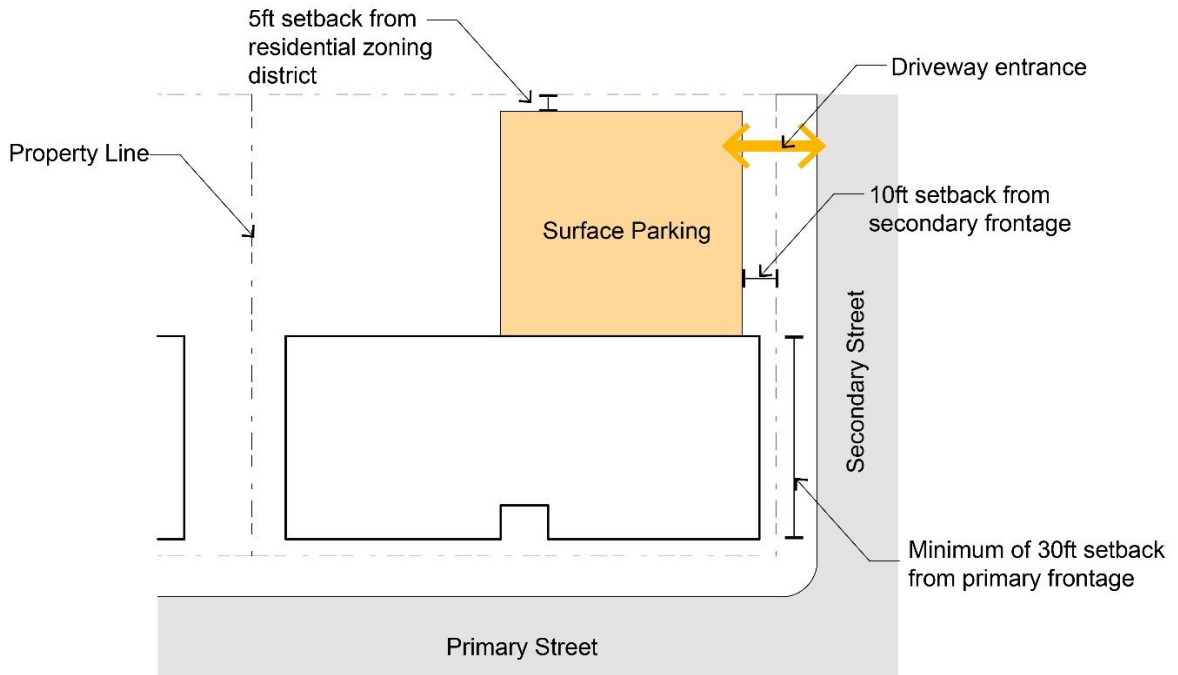 5ft setback from
residential zoning
district
Driveway entrance
Property Line
10ft setback from
secondary frontage
Surface Parking
Secondary Street
Minimum of 30ft setback
from primary frontage
Primary Street